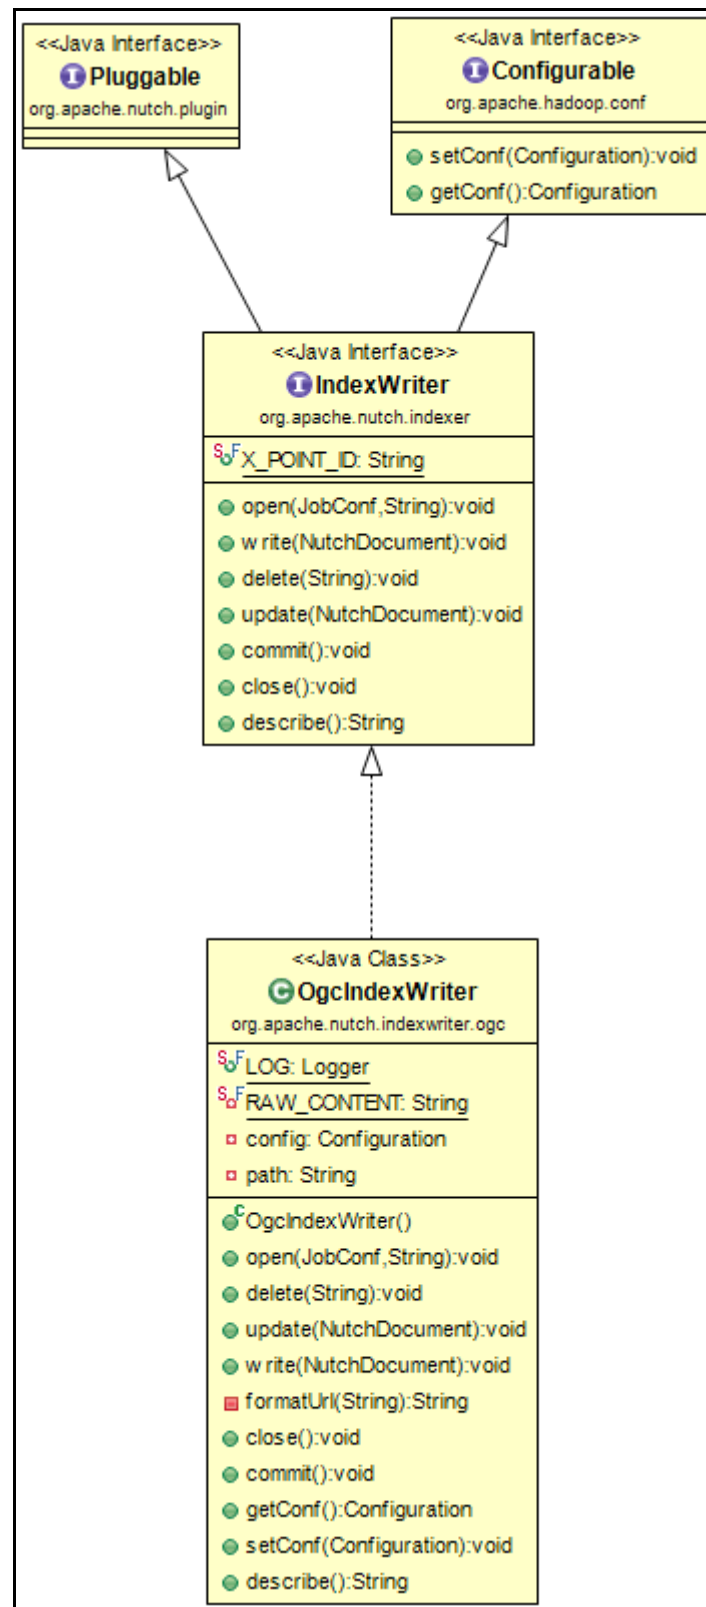 <<Java Interface>>
Pluggable
org.apache.nutch.plugin
<<Java Interface>>
Configurable
org.apache.hadoop.conf
setConf(Configuration):void
getConf():Configuration
<<Java Interface>>
IndexWriter
org.apache.nutch.indexer
X_POINT_ID: String
open(JobConf,String):void
write(NutchDocument):void
delete(String):void
update(NutchDocument):void
commit():void
close():void
describe():String
<<Java Class>>
OgcIndexWriter
org.apache.nutch.indexwriter.ogc
LOG: Logger
RAW_CONTENT: String
config: Configuration
path: String
OgcIndexWriter()
open(JobConf,String):void
delete(String):void
update(NutchDocument):void
write(NutchDocument):void
formatUrl(String):String
close():void
commit():void
getConf():Configuration
setConf(Configuration):void
describe():String